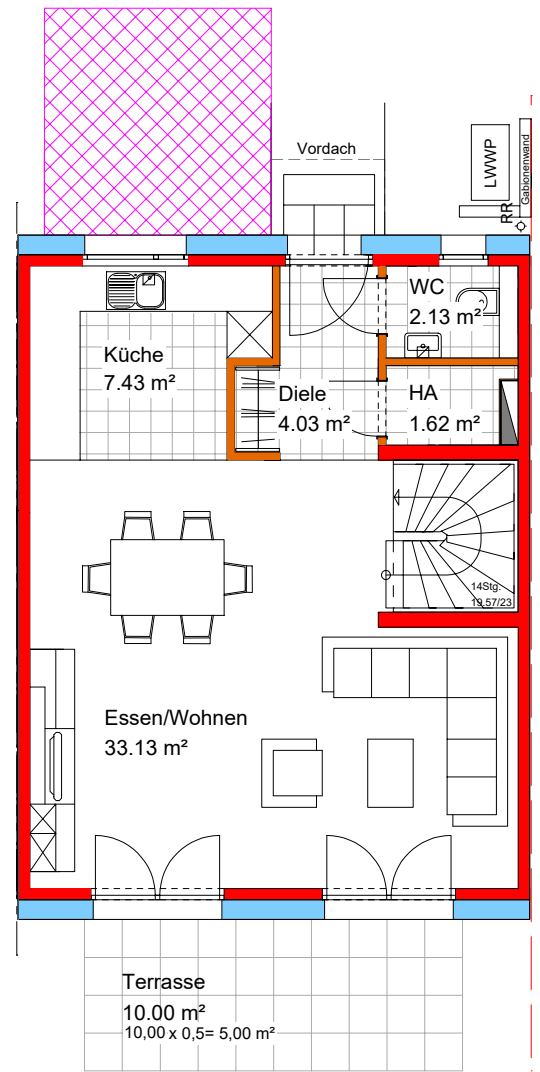 Vordach
LWWP
Gabionenwand
RR
WC
2.13 m²
Küche
7.43 m²
Diele
4.03 m²
HA
1.62 m²
14Stg.
19,57/23
Essen/Wohnen
33.13 m²
Terrasse
10.00 m²
10,00 x 0,5= 5,00 m²